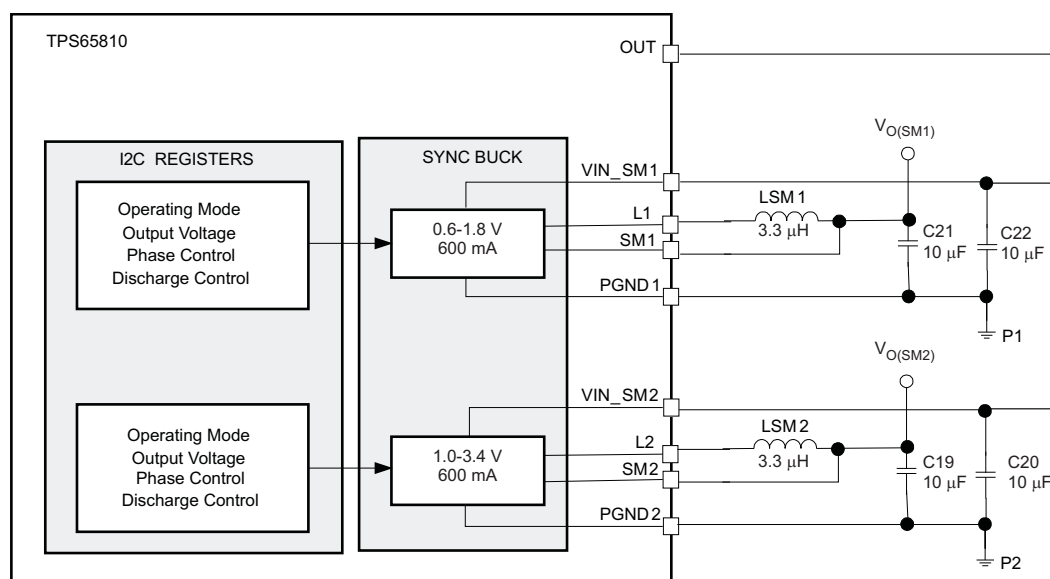 TPS65810
OUT
I2C REGISTERS
Operating Mode
Output Voltage
Phase Control
Discharge Control
SYNC BUCK
0.6-1.8 V
600 mA
VIN_SM1
L1
SM1
PGND1
LSM1
3.3 µH
VO(SM1)
C21
10 µF
C22
10 µF
P1
Operating Mode
Output Voltage
Phase Control
Discharge Control
1.0-3.4 V
600 mA
VIN_SM2
L2
SM2
PGND2
LSM2
3.3 µH
VO(SM2)
C19
10 µF
C20
10 µF
P2